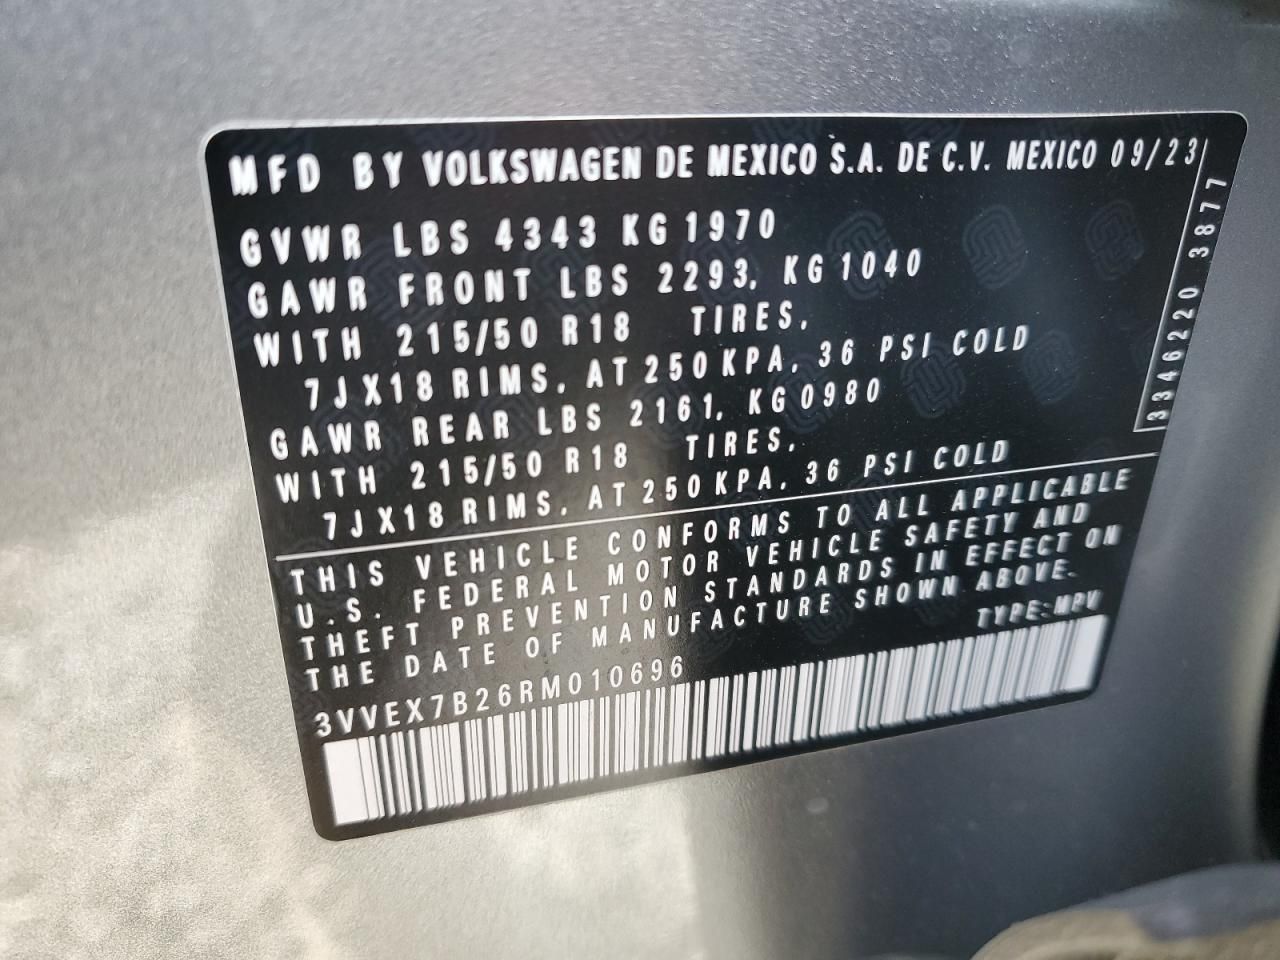 MFD BY VOLKSWAGEN DE MEXICO S.A. DE C.V. MEXICO 09/23
GVWR LBS 4343 KG 1970
GAWR FRONT LBS 2293, KG 1040
WITH 215/50 R18 TIRES,
7J X18 RIMS, AT 250 KPA, 36 PSI COLD
GAWR REAR LBS 2161, KG 0980
WITH 215/50 R18 TIRES,
7J X18 RIMS, AT 250 KPA, 36 PSI COLD
THIS VEHICLE CONFORMS TO ALL APPLICABLE
U.S. FEDERAL MOTOR VEHICLE SAFETY AND
THEFT PREVENTION STANDARDS IN EFFECT ON
THE DATE OF MANUFACTURE SHOWN ABOVE.
TYPE:MPV
3VVEX7B26RM010696
3346220 3877